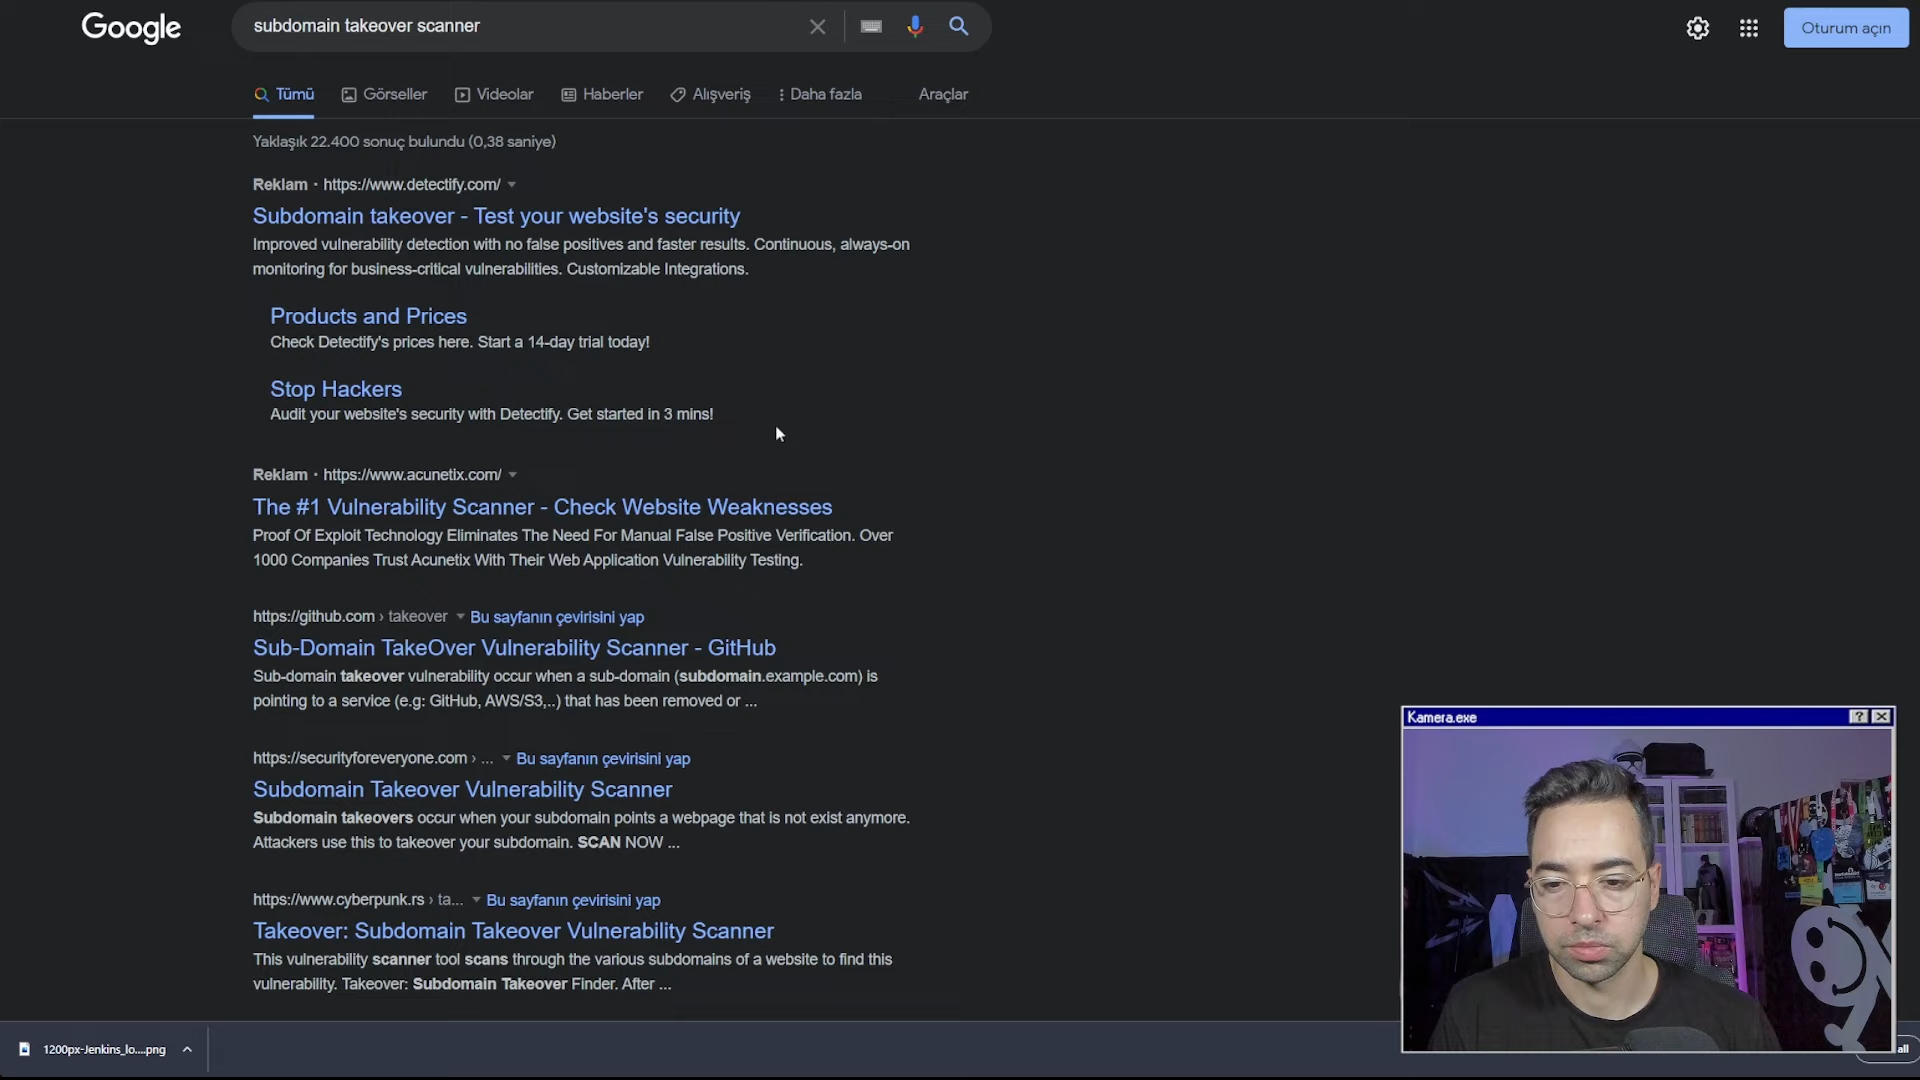 Google
subdomain takeover scanner
Oturum açın
Tümü
Görseller
Videolar
Haberler
Alışveriş
Daha fazla
Araçlar
Yaklaşık 22.400 sonuç bulundu (0,38 saniye)
Reklam · https://www.detectify.com/
Subdomain takeover - Test your website's security
Improved vulnerability detection with no false positives and faster results. Continuous, always-on
monitoring for business-critical vulnerabilities. Customizable Integrations.
Products and Prices
Check Detectify's prices here. Start a 14-day trial today!
Stop Hackers
Audit your website's security with Detectify. Get started in 3 mins!
Reklam · https://www.acunetix.com/
The #1 Vulnerability Scanner - Check Website Weaknesses
Proof Of Exploit Technology Eliminates The Need For Manual False Positive Verification. Over
1000 Companies Trust Acunetix With Their Web Application Vulnerability Testing.
https://github.com › takeover Bu sayfanın çevirisini yap
Sub-Domain TakeOver Vulnerability Scanner - GitHub
Sub-domain takeover vulnerability occur when a sub-domain (subdomain.example.com) is
pointing to a service (e.g: GitHub, AWS/S3,..) that has been removed or ...
https://securityforeveryone.com › ... Bu sayfanın çevirisini yap
Subdomain Takeover Vulnerability Scanner
Subdomain takeovers occur when your subdomain points a webpage that is not exist anymore.
Attackers use this to takeover your subdomain. SCAN NOW ...
https://www.cyberpunk.rs › ta... Bu sayfanın çevirisini yap
Takeover: Subdomain Takeover Vulnerability Scanner
This vulnerability scanner tool scans through the various subdomains of a website to find this
vulnerability. Takeover: Subdomain Takeover Finder. After ...
Kamera.exe
1200px-Jenkins_lo....png
all